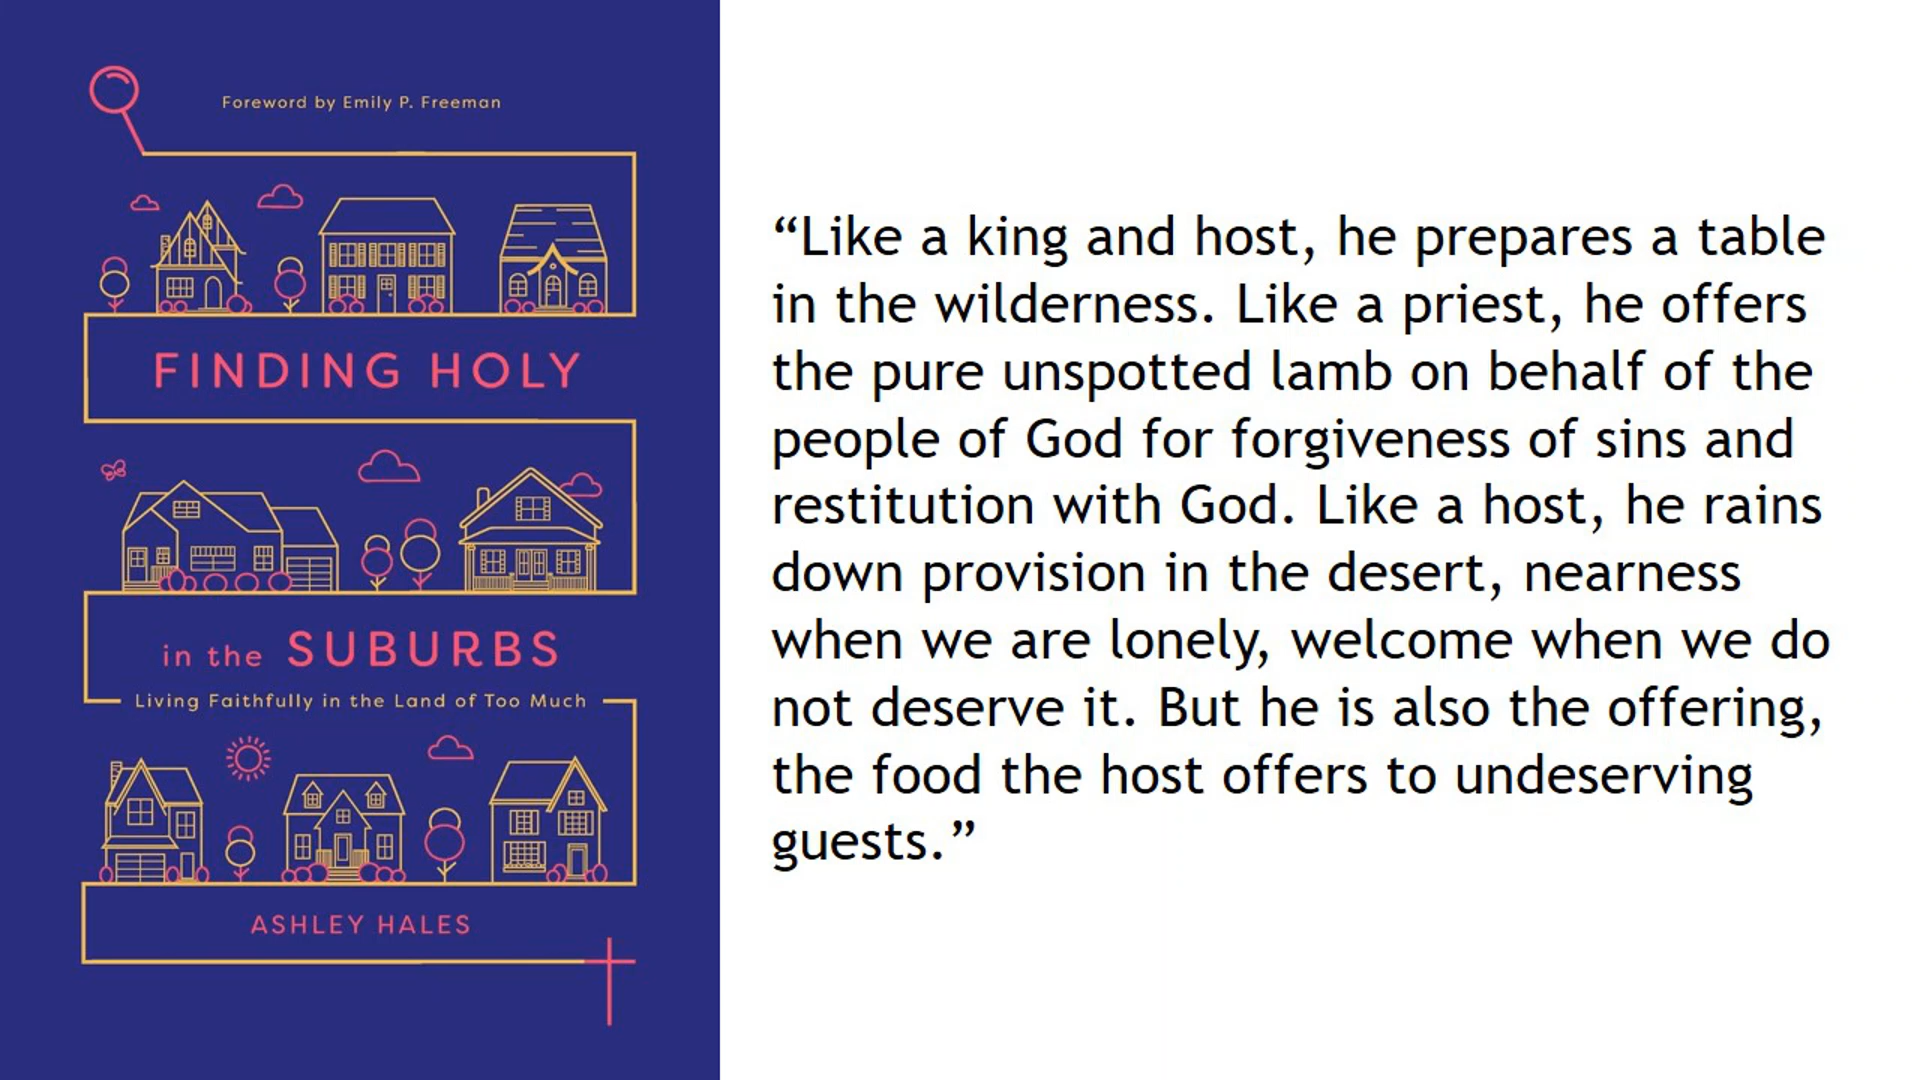 Foreword by Emily P. Freeman
FINDING HOLY
in the SUBURBS
Living Faithfully in the Land of Too Much
ASHLEY HALES
“Like a king and host, he prepares a table
in the wilderness. Like a priest, he offers
the pure unspotted lamb on behalf of the
people of God for forgiveness of sins and
restitution with God. Like a host, he rains
down provision in the desert, nearness
when we are lonely, welcome when we do
not deserve it. But he is also the offering,
the food the host offers to undeserving
guests.”